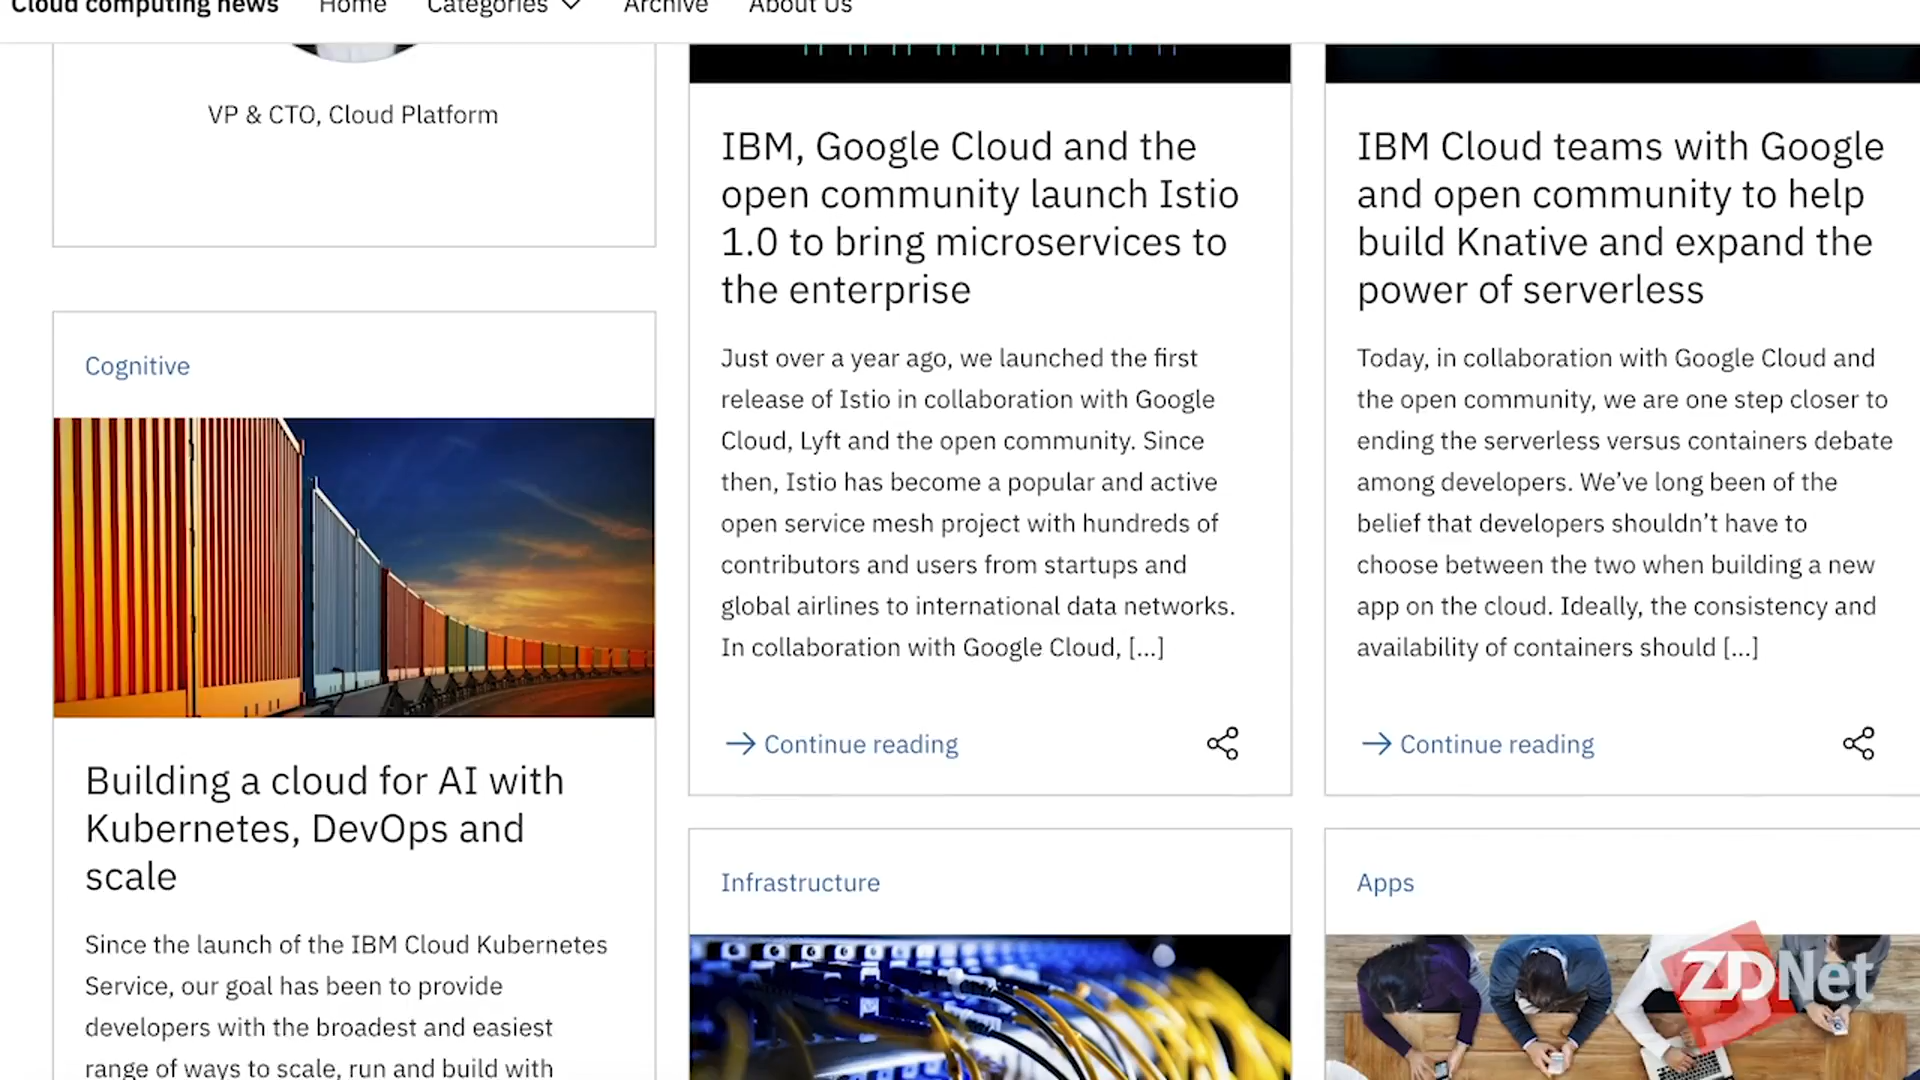 Cloud computing news
Home
Categories
Archive
About Us
VP & CTO, Cloud Platform
Cognitive
Building a cloud for AI with
Kubernetes, DevOps and
scale
Since the launch of the IBM Cloud Kubernetes
Service, our goal has been to provide
developers with the broadest and easiest
range of ways to scale, run and build with
IBM, Google Cloud and the
open community launch Istio
1.0 to bring microservices to
the enterprise
Just over a year ago, we launched the first
release of Istio in collaboration with Google
Cloud, Lyft and the open community. Since
then, Istio has become a popular and active
open service mesh project with hundreds of
contributors and users from startups and
global airlines to international data networks.
In collaboration with Google Cloud, [...]
Continue reading
Infrastructure
IBM Cloud teams with Google
and open community to help
build Knative and expand the
power of serverless
Today, in collaboration with Google Cloud and
the open community, we are one step closer to
ending the serverless versus containers debate
among developers. We’ve long been of the
belief that developers shouldn’t have to
choose between the two when building a new
app on the cloud. Ideally, the consistency and
availability of containers should [...]
Continue reading
Apps
ZDNet